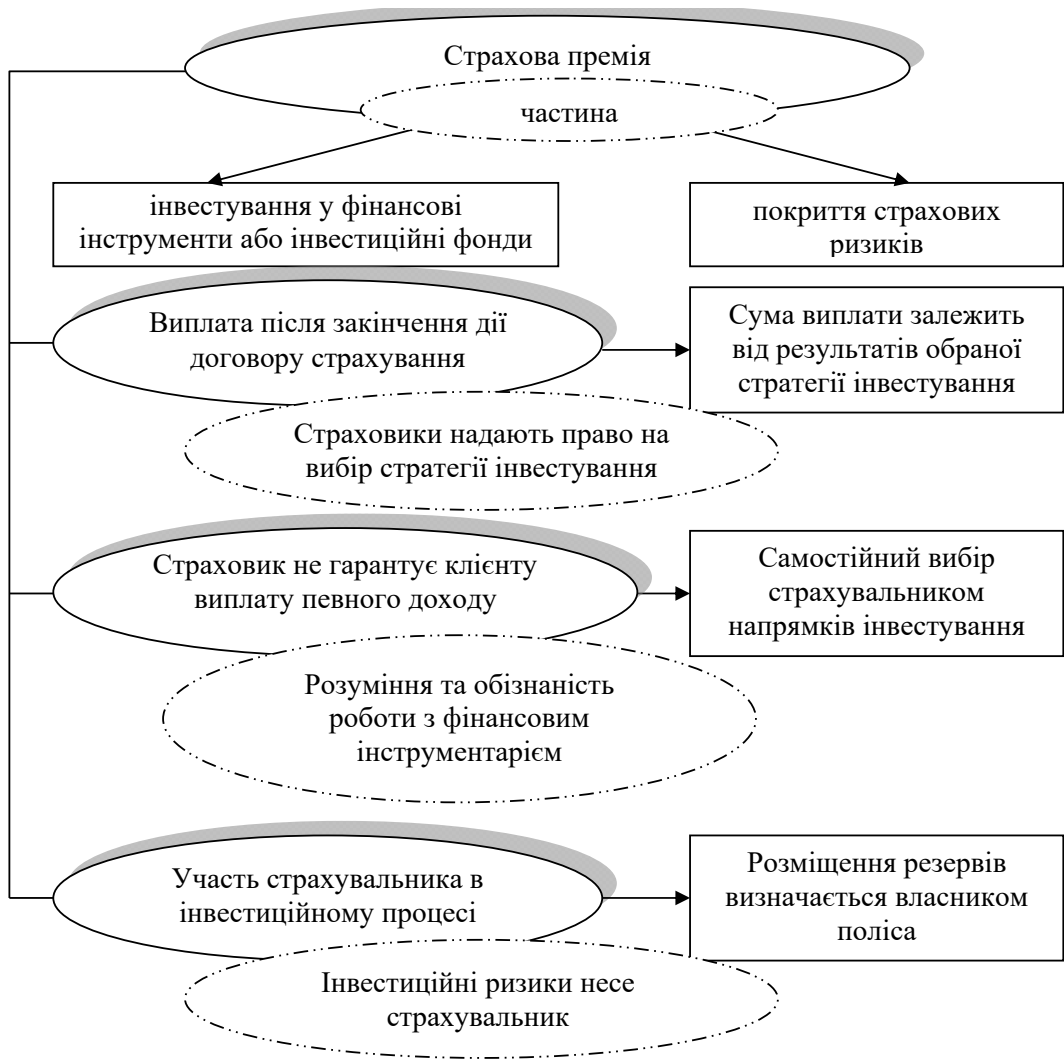 Страхова премія
частина
інвестування у фінансові
інструменти або інвестиційні фонди
покриття страхових
ризиків
Виплата після закінчення дії
договору страхування
Сума виплати залежить
від результатів обраної
стратегії інвестування
Страховики надають право на
вибір стратегії інвестування
Страховик не гарантує клієнту
виплату певного доходу
Самостійний вибір
страхувальником
напрямків інвестування
Розуміння та обізнаність
роботи з фінансовим
інструментарієм
Участь страхувальника в
інвестиційному процесі
Розміщення резервів
визначається власником
поліса
Інвестиційні ризики несе
страхувальник